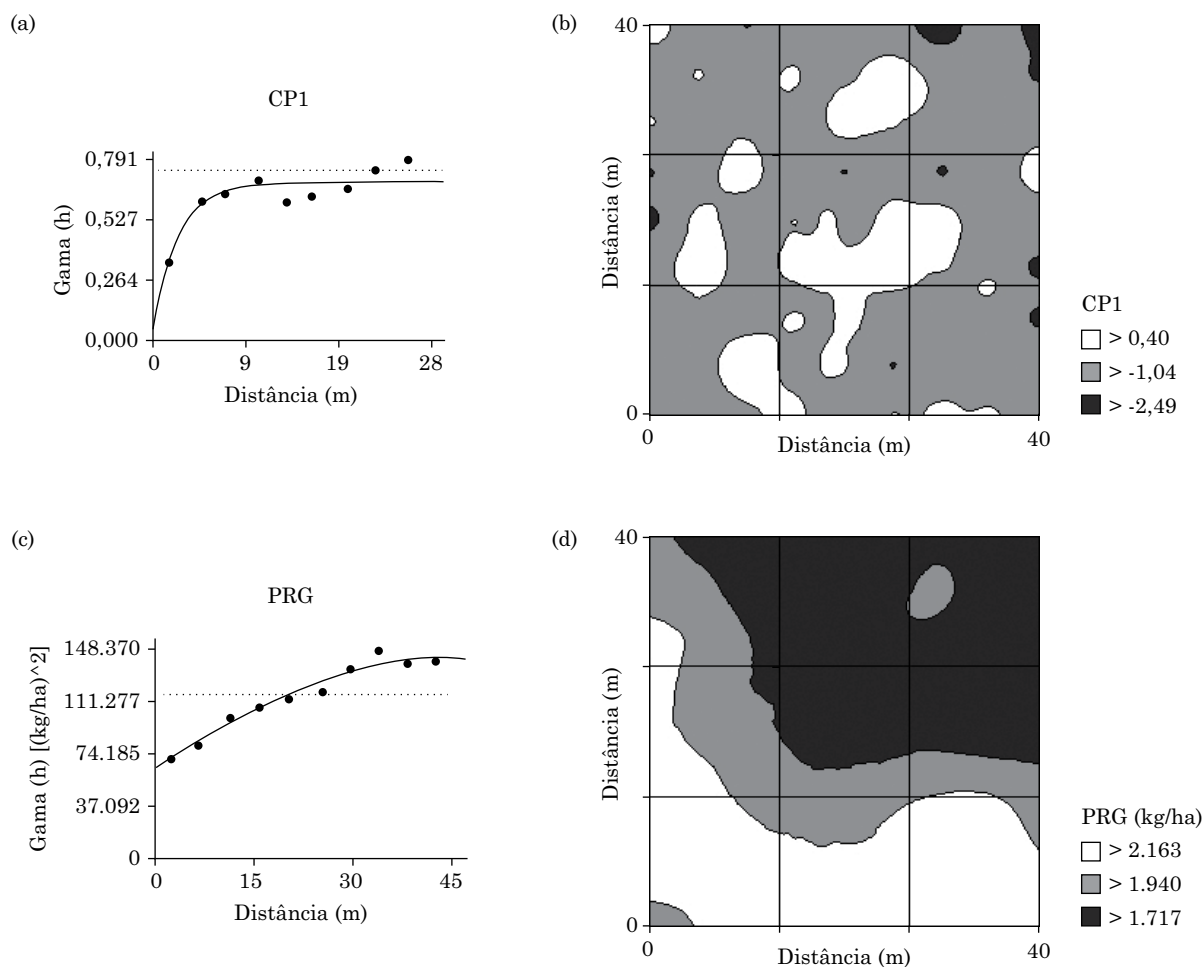 (a)
CP1
0,791
0,527
0,264
0,000
Gama (h)
0 9 19 28
Distância (m)
(b)
40
Distância (m)
0
0 40
Distância (m)
CP1
> 0,40
> -1,04
> -2,49
(c)
PRG
148.370
111.277
74.185
37.092
0
Gama (h) [(kg/ha)^2]
0 15 30 45
Distância (m)
(d)
40
Distância (m)
0
0 40
Distância (m)
PRG (kg/ha)
> 2.163
> 1.940
> 1.717